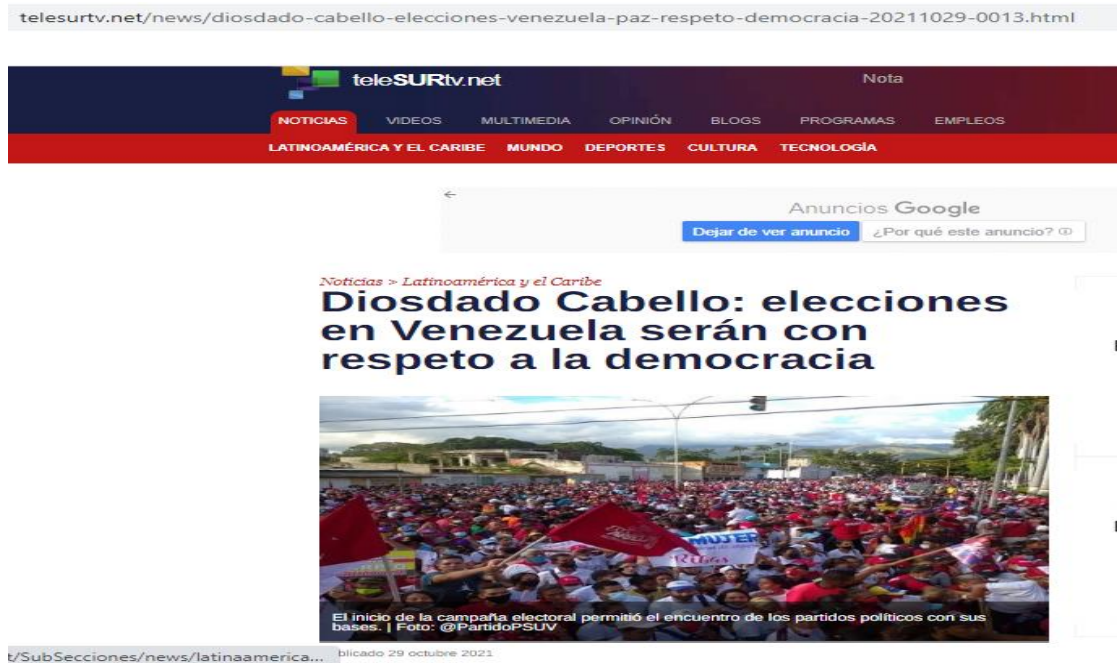 telesurtv.net/news/diosdado-cabello-elecciones-venezuela-paz-respeto-democracia-20211029-0013.html
teleSURtv.net
Nota
NOTICIAS VIDEOS MULTIMEDIA OPINIÓN BLOGS PROGRAMAS EMPLEOS
LATINOAMÉRICA Y EL CARIBE MUNDO DEPORTES CULTURA TECNOLOGÍA
Anuncios Google
Dejar de ver anuncio ¿Por qué este anuncio?
Noticias > Latinoamérica y el Caribe
Diosdado Cabello: elecciones
en Venezuela serán con
respeto a la democracia
MUJER
El inicio de la campaña electoral permitió el encuentro de los partidos políticos con sus
bases. | Foto: @PartidoPSUV
blicado 29 octubre 2021
t/SubSecciones/news/latinaamerica...